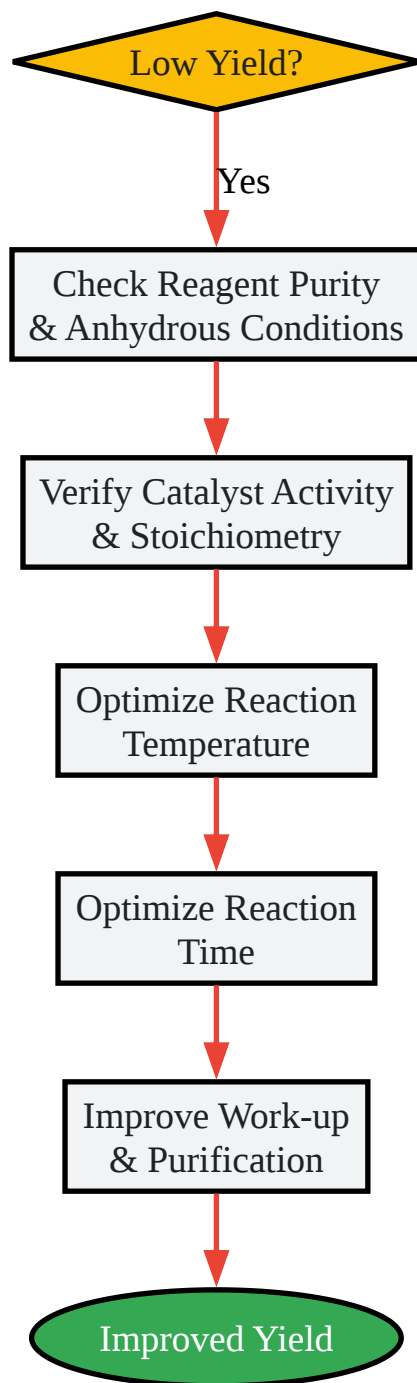 Low Yield?
Yes
Check Reagent Purity
& Anhydrous Conditions
Verify Catalyst Activity
& Stoichiometry
Optimize Reaction
Temperature
Optimize Reaction
Time
Improve Work-up
& Purification
Improved Yield